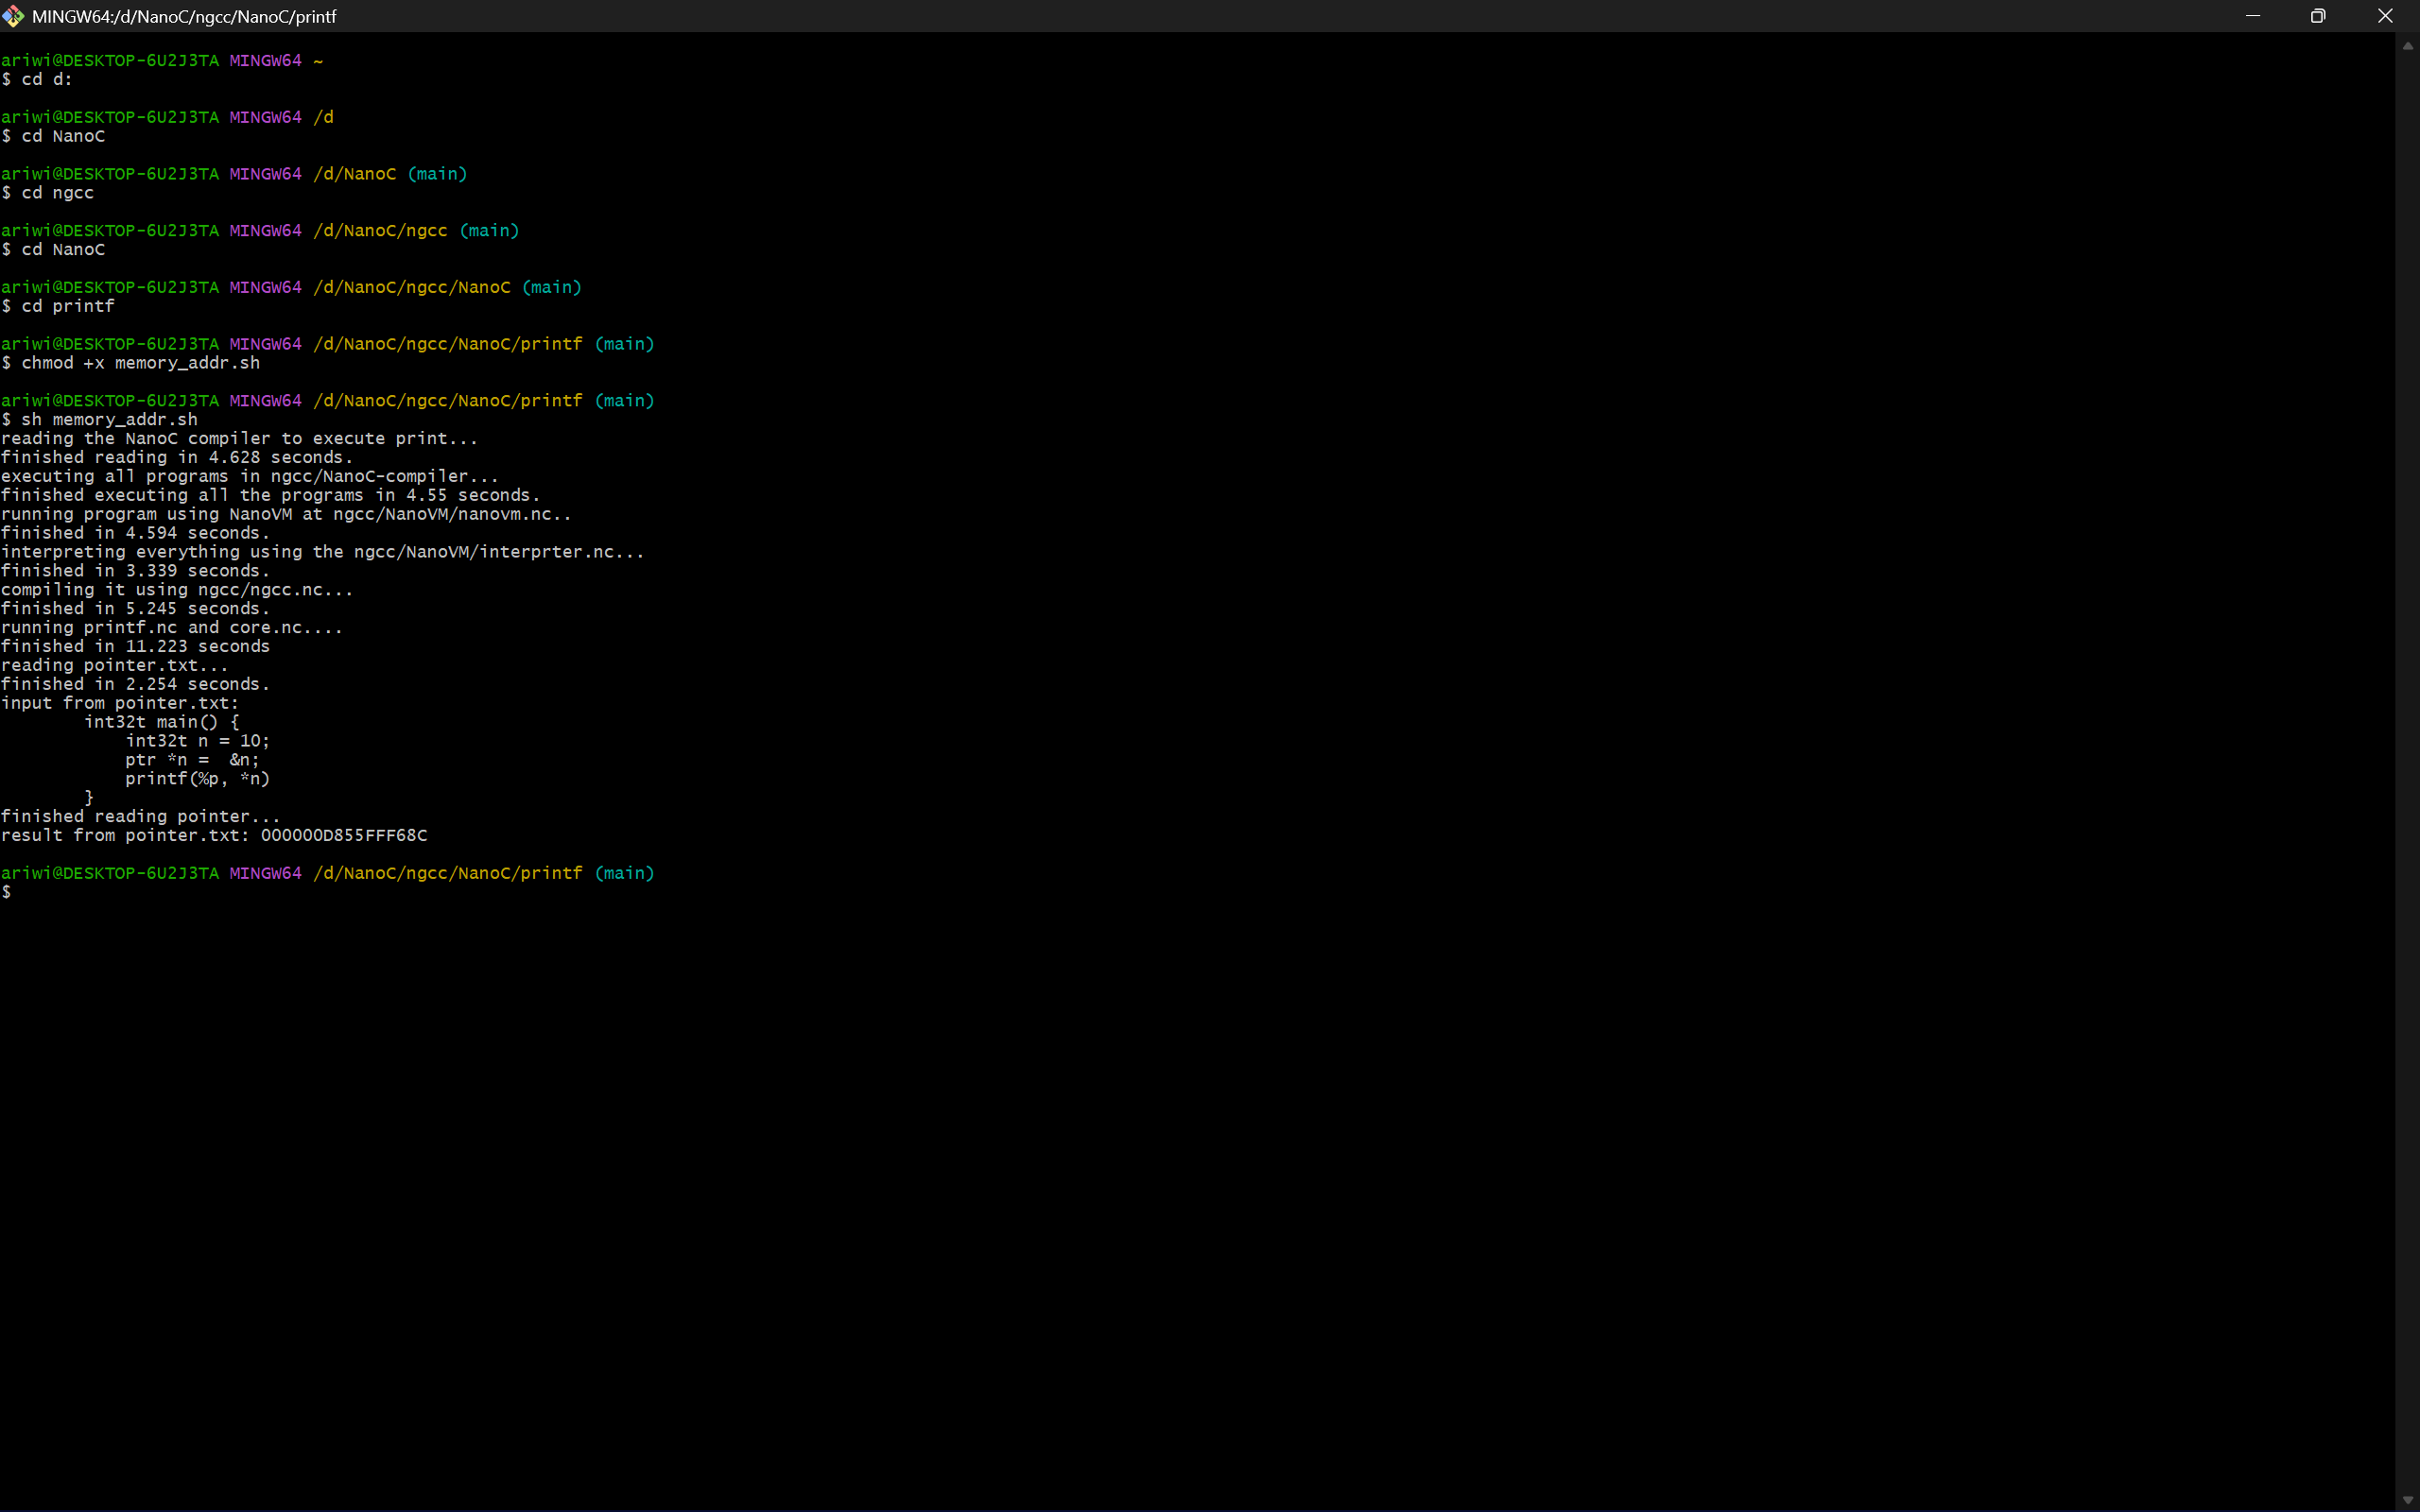 MINGW64:/d/NanoC/ngcc/NanoC/printf
ariwi@DESKTOP-6U2J3TA MINGW64 ~
$ cd d:
ariwi@DESKTOP-6U2J3TA MINGW64 /d
$ cd NanoC
ariwi@DESKTOP-6U2J3TA MINGW64 /d/NanoC (main)
$ cd ngcc
ariwi@DESKTOP-6U2J3TA MINGW64 /d/NanoC/ngcc (main)
$ cd NanoC
ariwi@DESKTOP-6U2J3TA MINGW64 /d/NanoC/ngcc/NanoC (main)
$ cd printf
ariwi@DESKTOP-6U2J3TA MINGW64 /d/NanoC/ngcc/NanoC/printf (main)
$ chmod +x memory_addr.sh
ariwi@DESKTOP-6U2J3TA MINGW64 /d/NanoC/ngcc/NanoC/printf (main)
$ sh memory_addr.sh
reading the NanoC compiler to execute print...
finished reading in 4.628 seconds.
executing all programs in ngcc/NanoC-compiler...
finished executing all the programs in 4.55 seconds.
running program using NanoVM at ngcc/NanoVM/nanovm.nc..
finished in 4.594 seconds.
interpreting everything using the ngcc/NanoVM/interprter.nc...
finished in 3.339 seconds.
compiling it using ngcc/ngcc.nc...
finished in 5.245 seconds.
running printf.nc and core.nc....
finished in 11.223 seconds
reading pointer.txt...
finished in 2.254 seconds.
input from pointer.txt:
int32t main() {
int32t n = 10;
ptr *n =  &n;
printf(%p, *n)
}
finished reading pointer...
result from pointer.txt: 000000D855FFF68C
ariwi@DESKTOP-6U2J3TA MINGW64 /d/NanoC/ngcc/NanoC/printf (main)
$